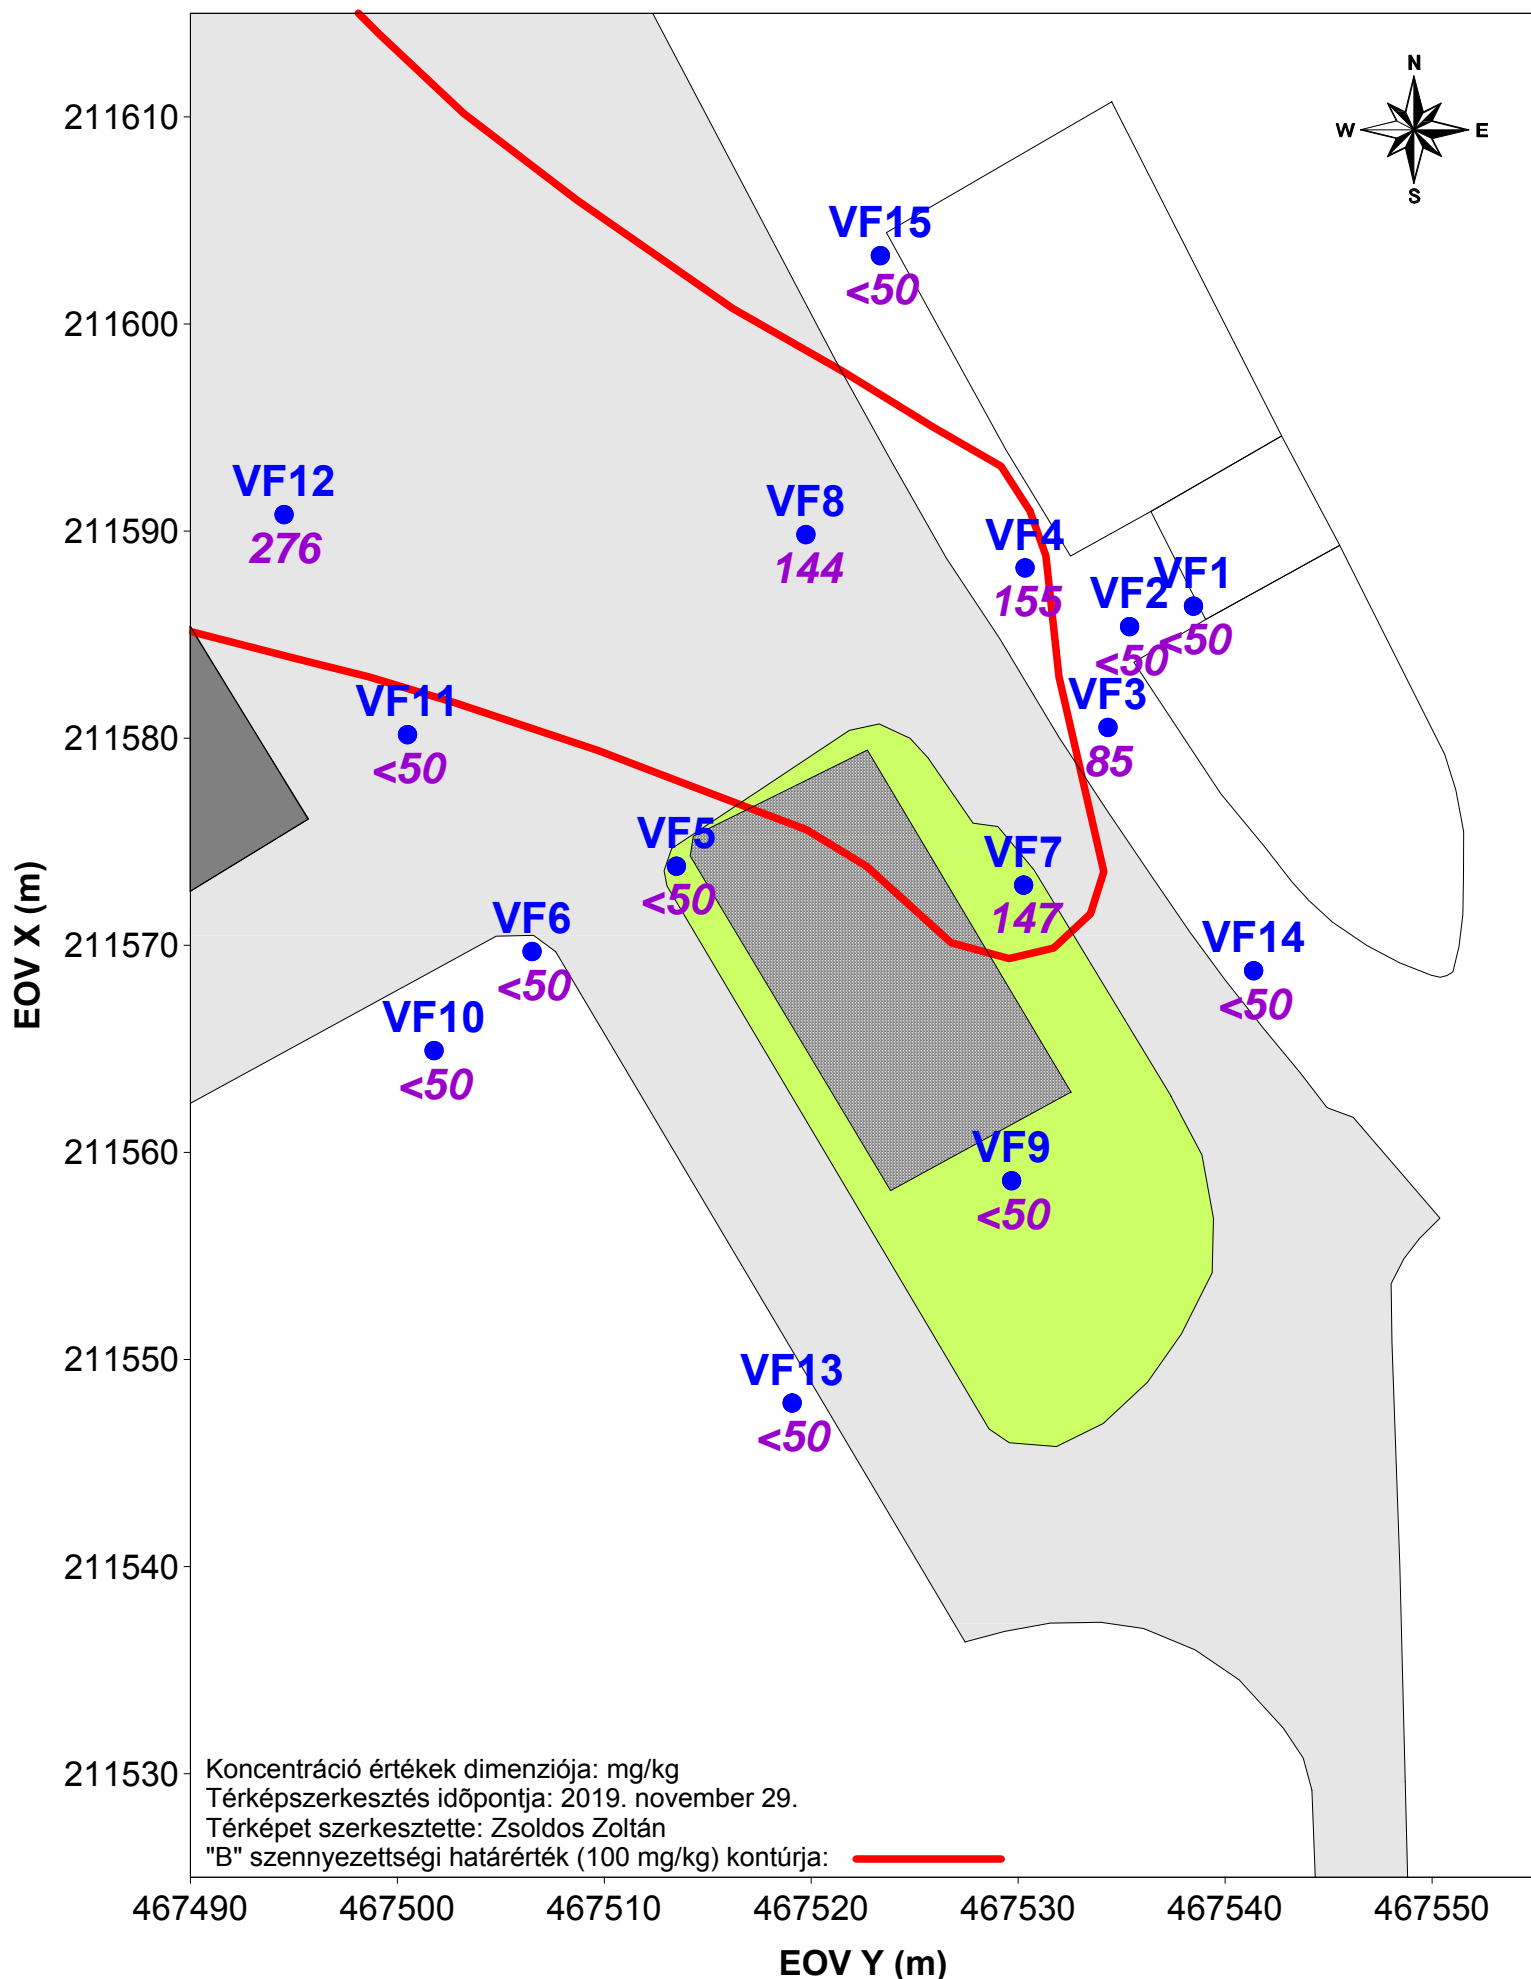 N
W E
S
211610
VF15
<50
211600
VF12
276
VF8
144
211590
VF4
155
VF1
<50
VF2
<50
VF11
<50
VF3
85
211580
VF5
<50
VF7
147
EOV X (m)
VF6
<50
211570
VF14
<50
VF10
<50
211560
VF9
<50
211550
VF13
<50
211540
211530
Koncentráció értékek dimenziója: mg/kg
Térképszerkesztés idõpontja: 2019. november 29.
Térképet szerkesztette: Zsoldos Zoltán
"B" szennyezettségi határérték (100 mg/kg) kontúrja:
467490 467500 467510 467520 467530 467540 467550
EOV Y (m)